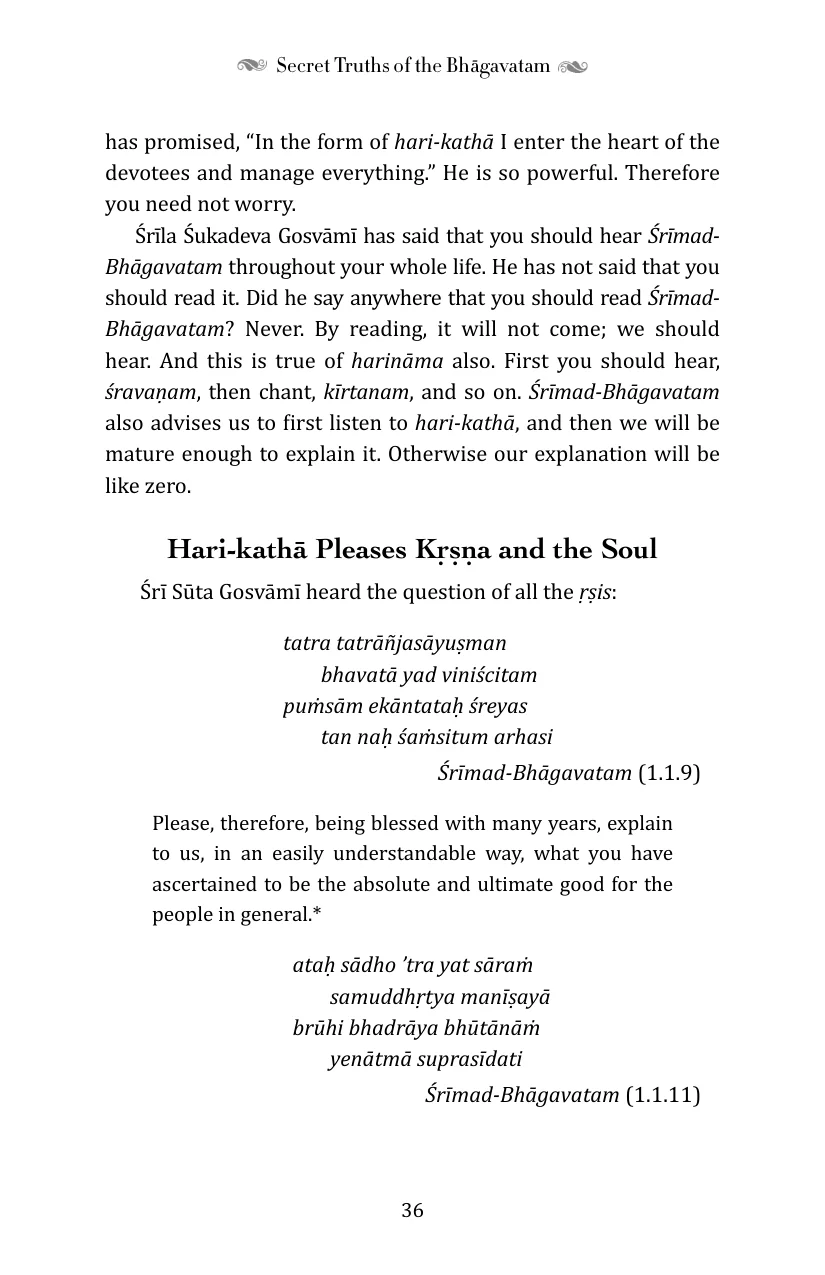 Secret Truths of the Bhāgavatam
has promised, “In the form of hari-kathā I enter the heart of the
devotees and manage everything.” He is so powerful. Therefore
you need not worry.
Śrīla Śukadeva Gosvāmī has said that you should hear Śrīmad-
Bhāgavatam throughout your whole life. He has not said that you
should read it. Did he say anywhere that you should read Śrīmad-
Bhāgavatam? Never. By reading, it will not come; we should
hear. And this is true of harināma also. First you should hear,
śravaṇam, then chant, kīrtanam, and so on. Śrīmad-Bhāgavatam
also advises us to first listen to hari-kathā, and then we will be
mature enough to explain it. Otherwise our explanation will be
like zero.
Hari-kathā Pleases Kṛṣṇa and the Soul
Śrī Sūta Gosvāmī heard the question of all the ṛṣis:
tatra tatrāñjasāyuṣman
bhavatā yad viniścitam
puṁsām ekāntataḥ śreyas
tan naḥ śaṁsitum arhasi
Śrīmad-Bhāgavatam (1.1.9)
Please, therefore, being blessed with many years, explain
to us, in an easily understandable way, what you have
ascertained to be the absolute and ultimate good for the
people in general.*
ataḥ sādho ’tra yat sāraṁ
samuddhṛtya manīṣayā
brūhi bhadrāya bhūtānāṁ
yenātmā suprasīdati
Śrīmad-Bhāgavatam (1.1.11)
36